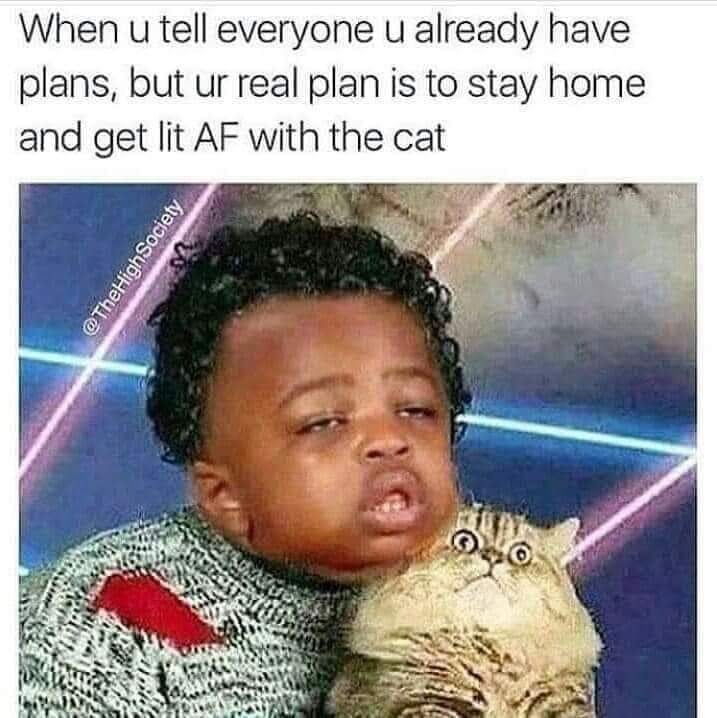 When u tell everyone u already have
plans, but ur real plan is to stay home
and get lit AF with the cat
@TheHighSociety